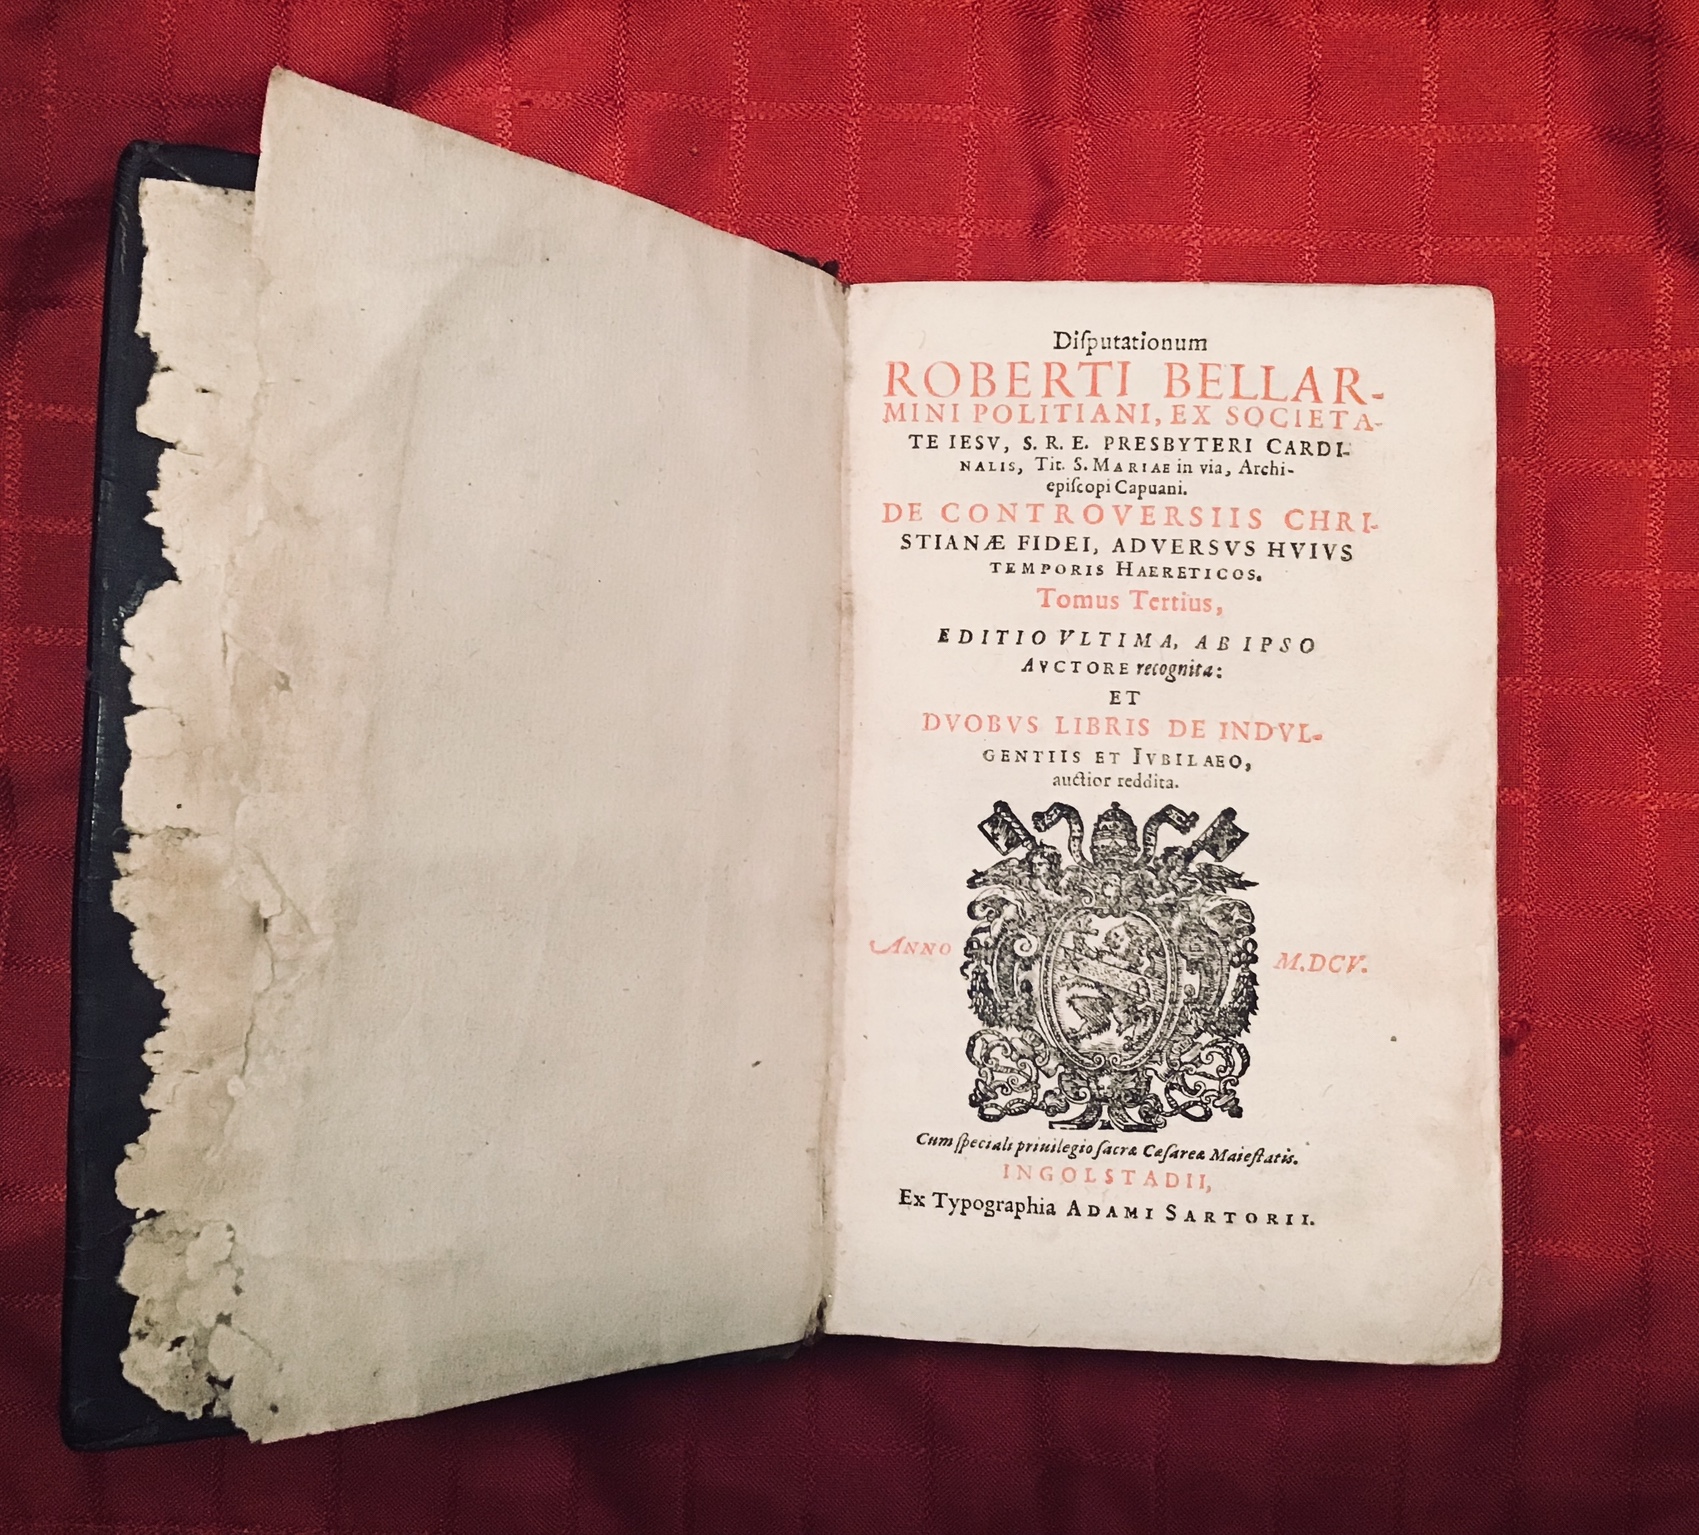 Diſputationum
ROBERTI BELLAR-
MINI POLITIANI, EX SOCIETA-
TE IESV, S. R. E. PRESBYTERI CARDI-
NALIS, Tit. S. MARIAE in via, Archi-
epiſcopi Capuani.
DE CONTROVERSIIS CHRI-
STIANÆ FIDEI, ADVERSVS HVIVS
TEMPORIS HAERETICOS.
Tomus Tertius,
EDITIO VLTIMA, AB IPSO
AVCTORE recognita:
ET
DVOBVS LIBRIS DE INDVL-
GENTIIS ET IVBILAEO,
auctior reddita.
ANNO M.DCV.
Cum ſpeciali priuilegio ſacræ Cæſareæ Maieſtatis.
INGOLSTADII,
Ex Typographia ADAMI SARTORII.